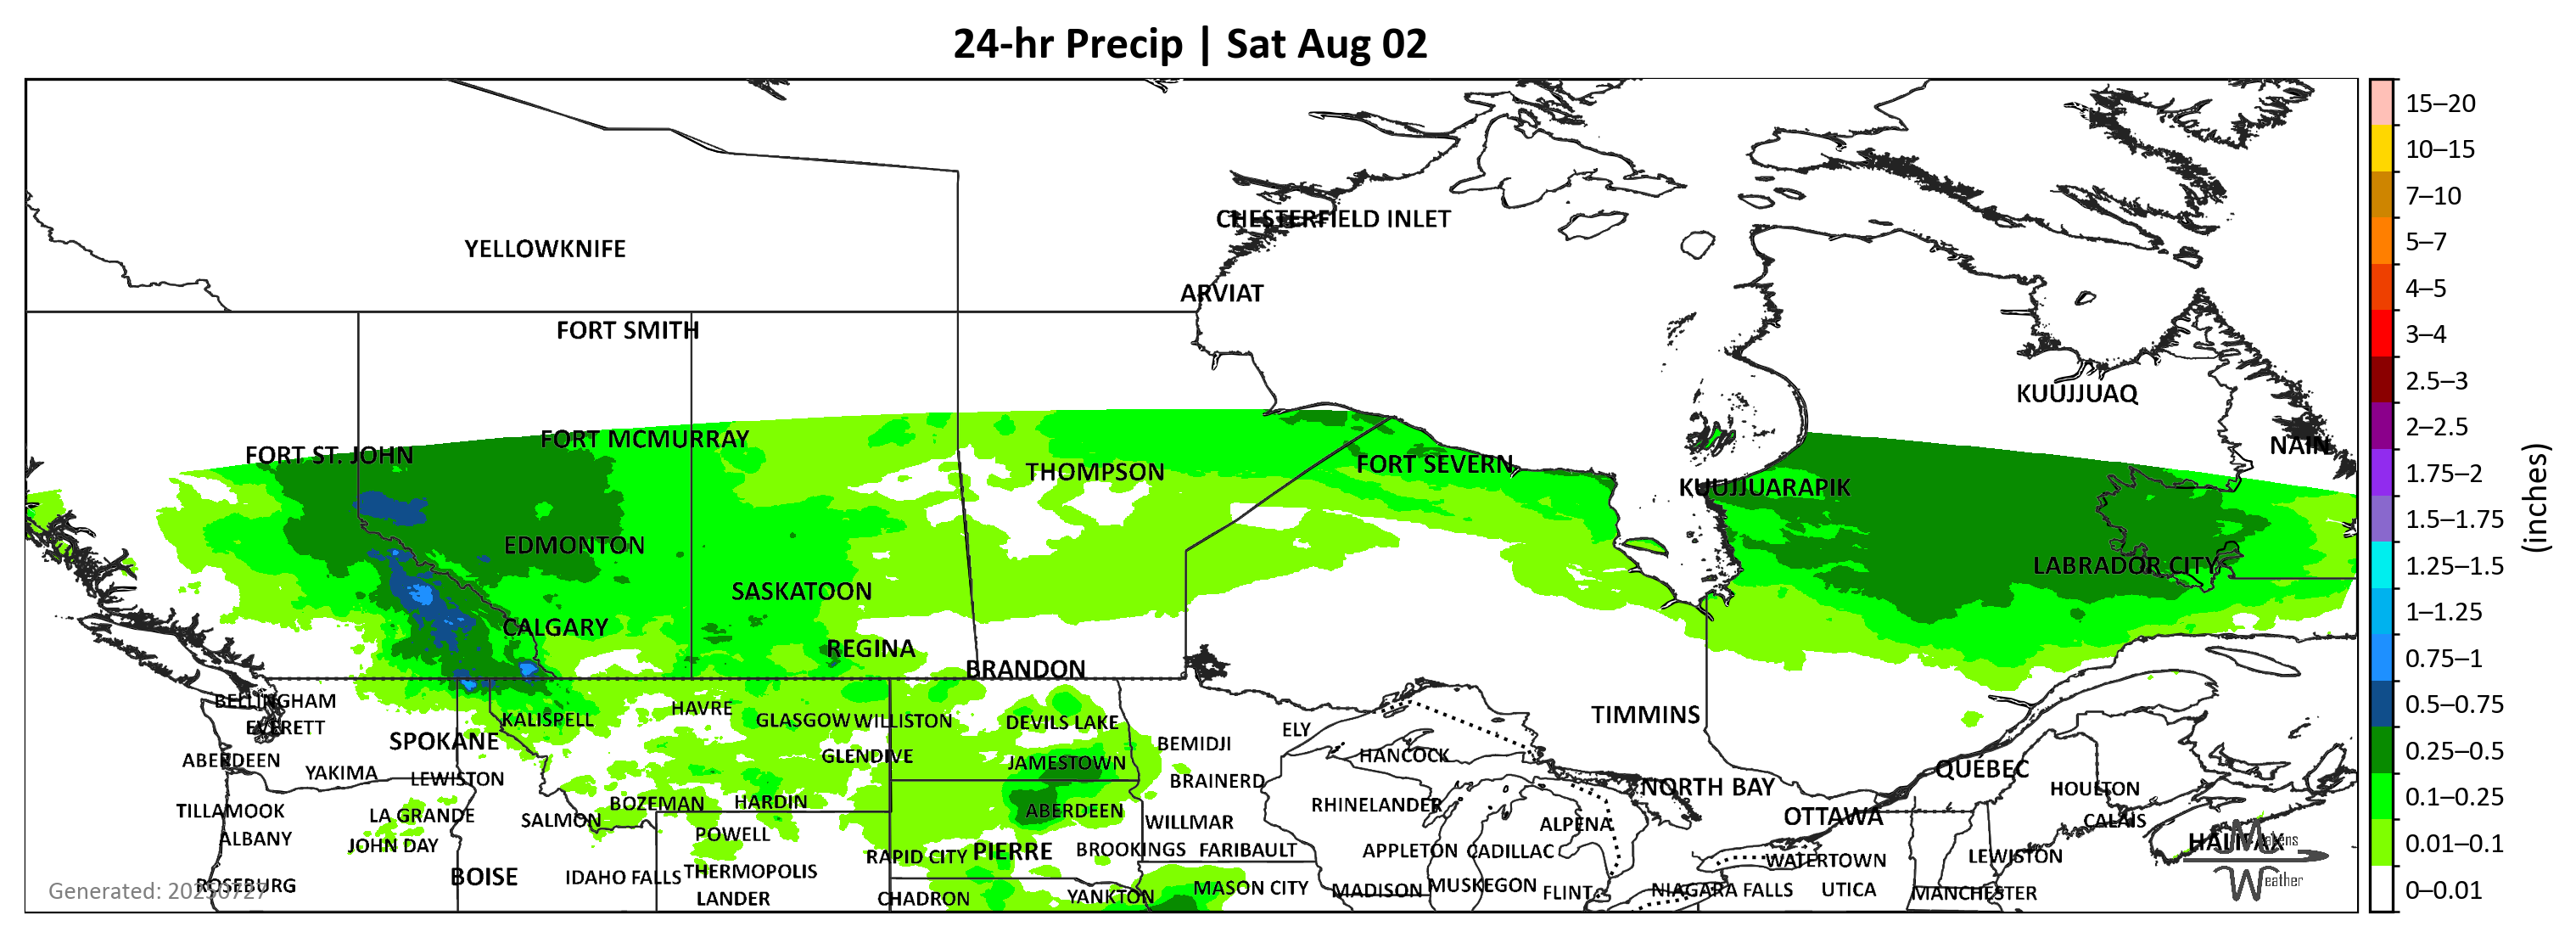 24-hr Precip | Sat Aug 02
CHESTERFIELD INLET
YELLOWKNIFE
ARVIAT
FORT SMITH
KUUJJUAQ
FORT MCMURRAY
NAIN
FORT ST. JOHN
THOMPSON
FORT SEVERN
KUUJJUARAPIK
EDMONTON
LABRADOR CITY
SASKATOON
CALGARY
REGINA
BRANDON
BELLINGHAM
HAVRE
TIMMINS
KALISPELL
GLASGOW
WILLISTON
DEVILS LAKE
EVERETT
ELY
SPOKANE
BEMIDJI
GLENDIVE
HANCOCK
ABERDEEN
JAMESTOWN
QUÉBEC
YAKIMA
LEWISTON
BRAINERD
NORTH BAY
HOULTON
BOZEMAN
HARDIN
RHINELANDER
TILLAMOOK
LA GRANDE
SALMON
ABERDEEN
WILLMAR
ALPENA
OTTAWA
CALAIS
ALBANY
POWELL
HALIFAX
JOHN DAY
RAPID CITY
PIERRE
BROOKINGS
FARIBAULT
APPLETON
CADILLAC
WATERTOWN
LEWISTON
BOISE
IDAHO FALLS
THERMOPOLIS
ROSEBURG
LANDER
CHADRON
YANKTON
MASON CITY
MADISON
MUSKEGON
FLINT
NIAGARA FALLS
UTICA
MANCHESTER
Generated: 20250727
Weather
15–20
10–15
7–10
5–7
4–5
3–4
2.5–3
2–2.5
1.75–2
1.5–1.75
1.25–1.5
1–1.25
0.75–1
0.5–0.75
0.25–0.5
0.1–0.25
0.01–0.1
0–0.01
(inches)